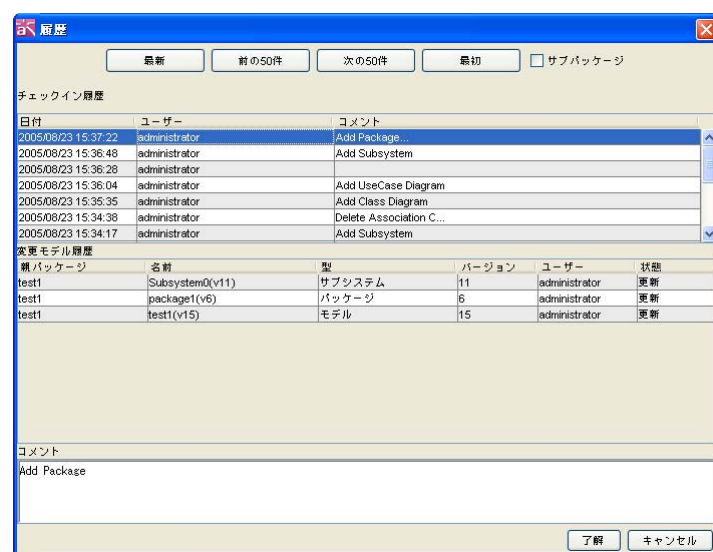 履歴
最新 前の50件 次の50件 最初 サブパッケージ
チェックイン履歴
日付 ユーザー コメント
2005/08/23 15:37:22 administrator Add Package...
2005/08/23 15:36:48 administrator Add Subsystem
2005/08/23 15:36:28 administrator
2005/08/23 15:36:04 administrator Add UseCase Diagram
2005/08/23 15:35:35 administrator Add Class Diagram
2005/08/23 15:34:38 administrator Delete Association C...
2005/08/23 15:34:17 administrator Add Subsystem
変更モデル履歴
親パッケージ 名前 型 バージョン ユーザー 状態
test1 Subsystem0(v11) サブシステム 11 administrator 更新
test1 package1(v6) パッケージ 6 administrator 更新
test1 test1(v15) モデル 15 administrator 更新
コメント
Add Package
了解 キャンセル